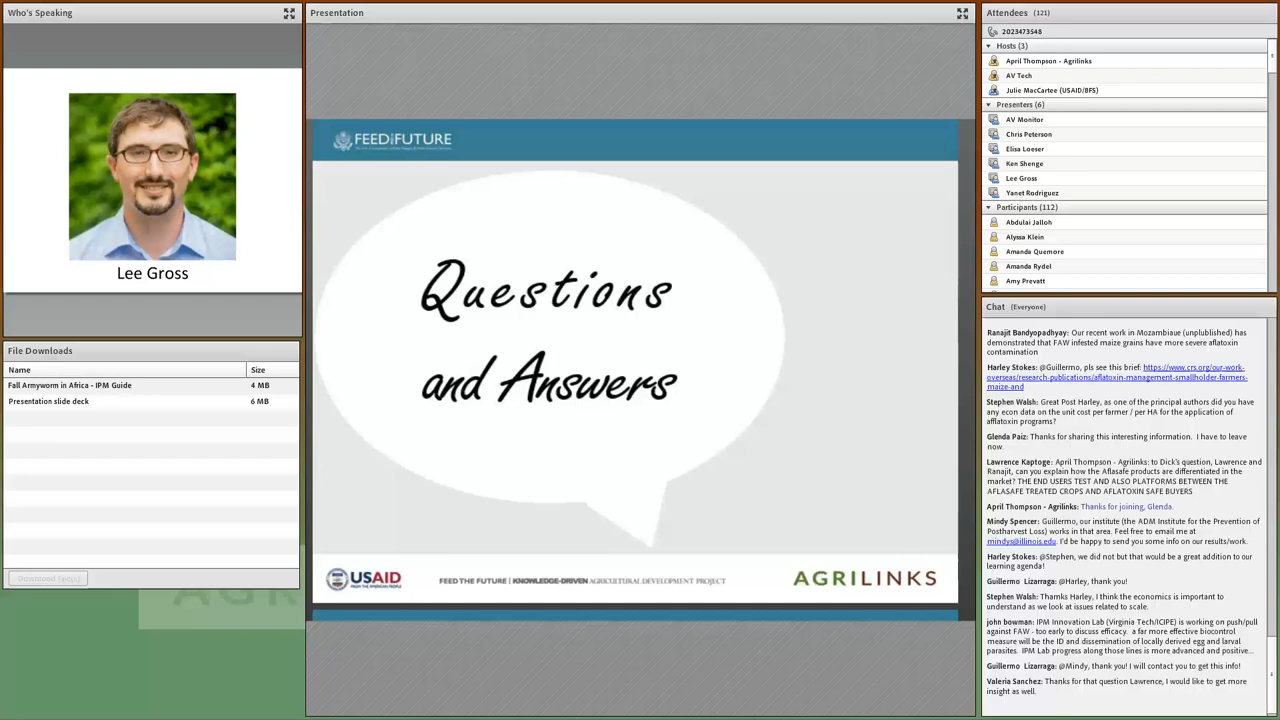 Who's Speaking
Lee Gross
File Downloads
Name
Size
Fall Armyworm in Africa - IPM Guide
4 MB
Presentation slide deck
6 MB
Download File(s)
Presentation
FEED THE FUTURE
Questions
and Answers
USAID
FROM THE AMERICAN PEOPLE
FEED THE FUTURE | KNOWLEDGE-DRIVEN AGRICULTURAL DEVELOPMENT PROJECT
AGRILINKS
Attendees (121)
2023473548
Hosts (3)
April Thompson - Agrilinks
AV Tech
Julie MacCartee (USAID/BFS)
Presenters (6)
AV Monitor
Chris Peterson
Elisa Loeser
Ken Shenge
Lee Gross
Yanet Rodriguez
Participants (112)
Abdulai Jalloh
Alyssa Klein
Amanda Quemore
Amanda Rydel
Amy Prevatt
Chat (Everyone)
Ranajit Bandyopadhyay: Our recent work in Mozambique (unpublished) has
demonstrated that FAW infested maize grains have more severe aflatoxin
contamination
Harley Stokes: @Guillermo, pls see this brief: https://www.crs.org/our-work-
overseas/research-publications/aflatoxin-management-smallholder-farmers-
maize-and
Stephen Walsh: Great Post Harley, as one of the principal authors did you have
any econ data on the unit cost per farmer / per HA for the application of
afflatoxin programs?
Glenda Paiz: Thanks for sharing this interesting information. I have to leave
now.
Lawrence Kaptoge: April Thompson - Agrilinks: to Dick's question, Lawrence and
Ranajit, can you explain how the Aflasafe products are differentiated in the
market? THE END USERS TEST AND ALSO PLATFORMS BETWEEN THE
AFLASAFE TREATED CROPS AND AFLATOXIN SAFE BUYERS
April Thompson - Agrilinks: Thanks for joining, Glenda.
Mindy Spencer: Guillermo, our institute (the ADM Institute for the Prevention of
Postharvest Loss) works in that area. Feel free to email me at
mindys@illinois.edu. I'd be happy to send you some info on our results/work.
Harley Stokes: @Stephen, we did not but that would be a great addition to our
learning agenda!
Guillermo Lizarraga: @Harley, thank you!
Stephen Walsh: Thamks Harley, I think the economics is important to
understand as we look at issues related to scale.
john bowman: IPM Innovation Lab (Virginia Tech/ICIPE) is working on push/pull
against FAW - too early to discuss efficacy. a far more effective biocontrol
measure will be the ID and dissemination of locally derived egg and larval
parasites. IPM Lab progress along those lines is more advanced and positive...
Guillermo Lizarraga: @Mindy, thank you! I will contact you to get this info!
Valeria Sanchez: Thanks for that question Lawrence, I would like to get more
insight as well.